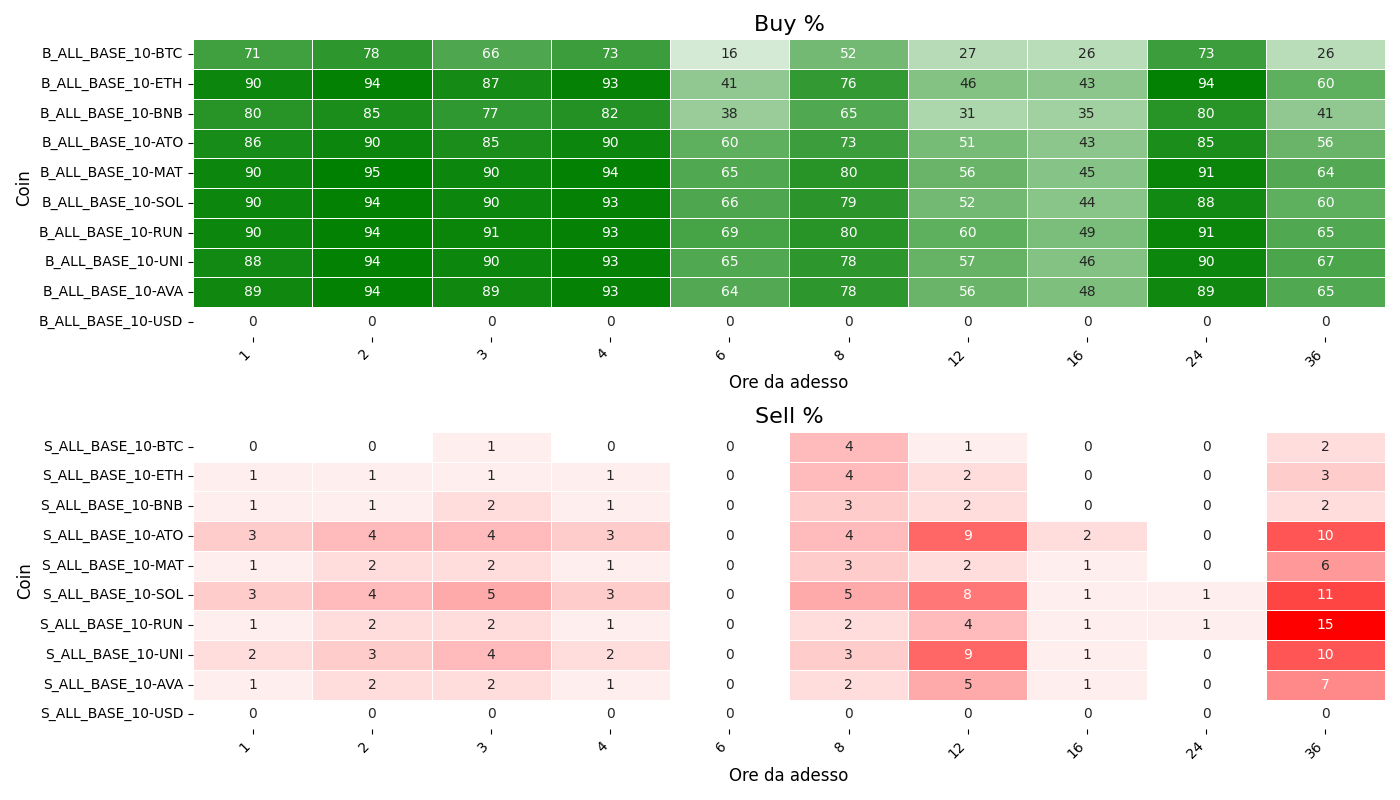 Buy %
Coin
B_ALL_BASE_10-BTC 71 78 66 73 16 52 27 26 73 26
B_ALL_BASE_10-ETH 90 94 87 93 41 76 46 43 94 60
B_ALL_BASE_10-BNB 80 85 77 82 38 65 31 35 80 41
B_ALL_BASE_10-ATO 86 90 85 90 60 73 51 43 85 56
B_ALL_BASE_10-MAT 90 95 90 94 65 80 56 45 91 64
B_ALL_BASE_10-SOL 90 94 90 93 66 79 52 44 88 60
B_ALL_BASE_10-RUN 90 94 91 93 69 80 60 49 91 65
B_ALL_BASE_10-UNI 88 94 90 93 65 78 57 46 90 67
B_ALL_BASE_10-AVA 89 94 89 93 64 78 56 48 89 65
B_ALL_BASE_10-USD 0 0 0 0 0 0 0 0 0 0
1 2 3 4 6 8 12 16 24 36
Ore da adesso
Sell %
Coin
S_ALL_BASE_10-BTC 0 0 1 0 0 4 1 0 0 2
S_ALL_BASE_10-ETH 1 1 1 1 0 4 2 0 0 3
S_ALL_BASE_10-BNB 1 1 2 1 0 3 2 0 0 2
S_ALL_BASE_10-ATO 3 4 4 3 0 4 9 2 0 10
S_ALL_BASE_10-MAT 1 2 2 1 0 3 2 1 0 6
S_ALL_BASE_10-SOL 3 4 5 3 0 5 8 1 1 11
S_ALL_BASE_10-RUN 1 2 2 1 0 2 4 1 1 15
S_ALL_BASE_10-UNI 2 3 4 2 0 3 9 1 0 10
S_ALL_BASE_10-AVA 1 2 2 1 0 2 5 1 0 7
S_ALL_BASE_10-USD 0 0 0 0 0 0 0 0 0 0
1 2 3 4 6 8 12 16 24 36
Ore da adesso